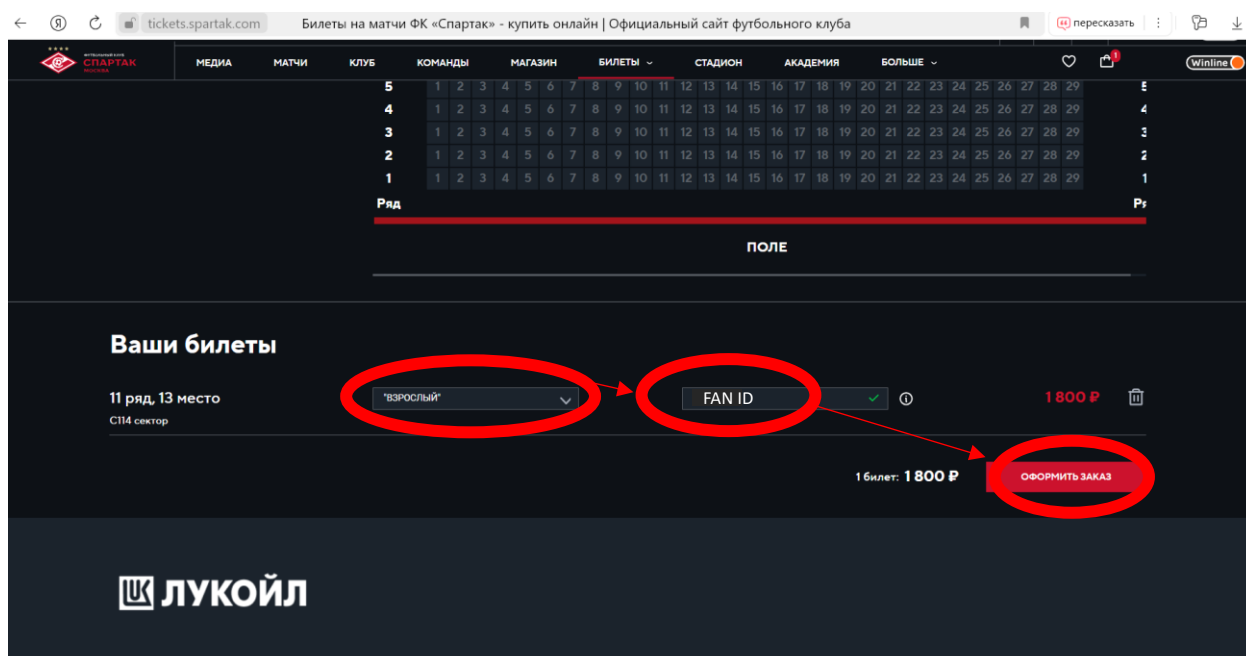 tickets.spartak.com Билеты на матчи ФК «Спартак» - купить онлайн | Официальный сайт футбольного клуба пересказать
СПАРТАК МЕДИА МАТЧИ КЛУБ КОМАНДЫ МАГАЗИН БИЛЕТЫ СТАДИОН АКАДЕМИЯ БОЛЬШЕ 1 Winline
5 1 2 3 4 5 6 7 8 9 10 11 12 13 14 15 16 17 18 19 20 21 22 23 24 25 26 27 28 29 5
4 1 2 3 4 5 6 7 8 9 10 11 12 13 14 15 16 17 18 19 20 21 22 23 24 25 26 27 28 29 4
3 1 2 3 4 5 6 7 8 9 10 11 12 13 14 15 16 17 18 19 20 21 22 23 24 25 26 27 28 29 3
2 1 2 3 4 5 6 7 8 9 10 11 12 13 14 15 16 17 18 19 20 21 22 23 24 25 26 27 28 29 2
1 1 2 3 4 5 6 7 8 9 10 11 12 13 14 15 16 17 18 19 20 21 22 23 24 25 26 27 28 29 1
Ряд Ря
ПОЛЕ
Ваши билеты
11 ряд, 13 место "ВЗРОСЛЫЙ" FAN ID 1 800 ₽
С114 сектор
1 билет: 1 800 ₽ ОФОРМИТЬ ЗАКАЗ
ЛУКОЙЛ